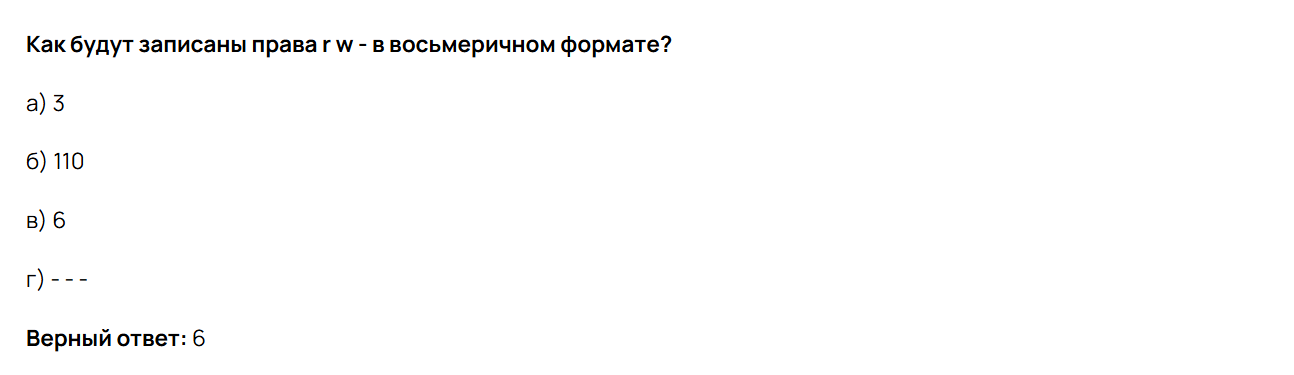 Как будут записаны права r w - в восьмеричном формате?
а) 3
б) 110
в) 6
г) - - -
Верный ответ: 6